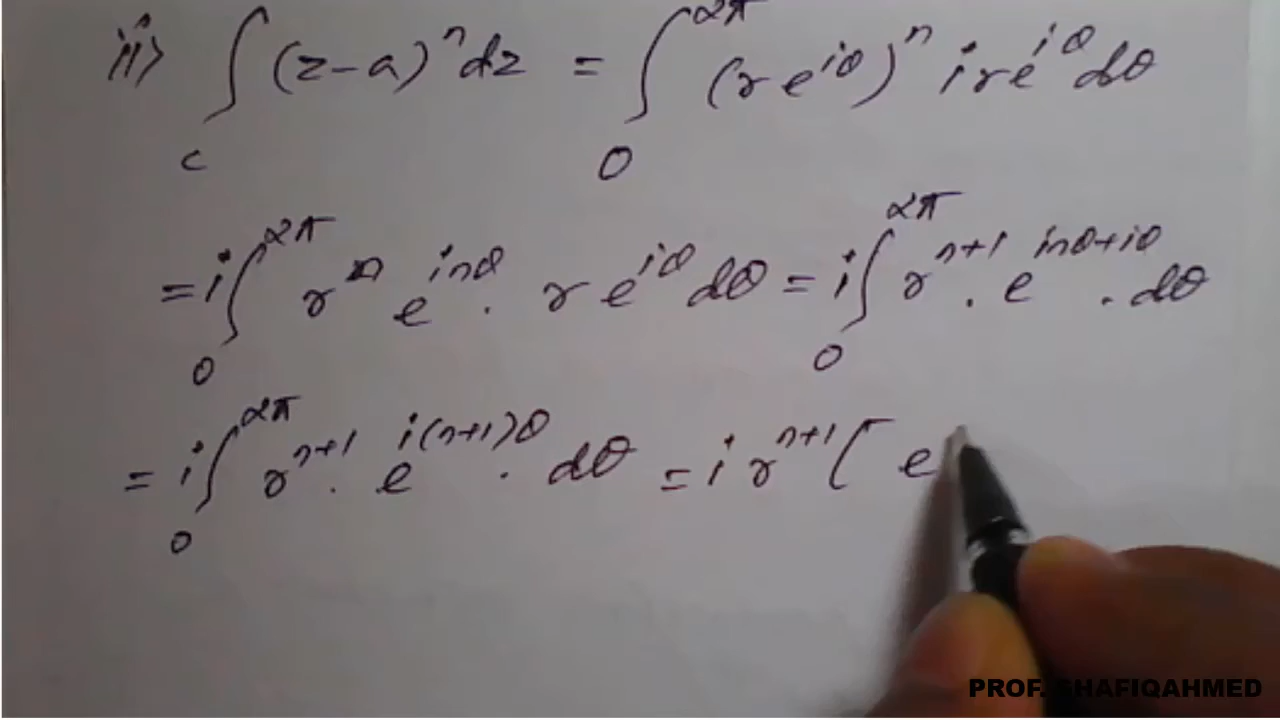 ii> ∫_C (z-a)^n dz = ∫_0^{2π} (re^{iθ})^n ire^{iθ} dθ
= i∫_0^{2π} r^n e^{inθ} . re^{iθ} dθ = i∫_0^{2π} r^{n+1} . e^{inθ+iθ} . dθ
= i∫_0^{2π} r^{n+1} . e^{i(n+1)θ} . dθ = i r^{n+1} [ e
PROF. SHAFIQAHMED